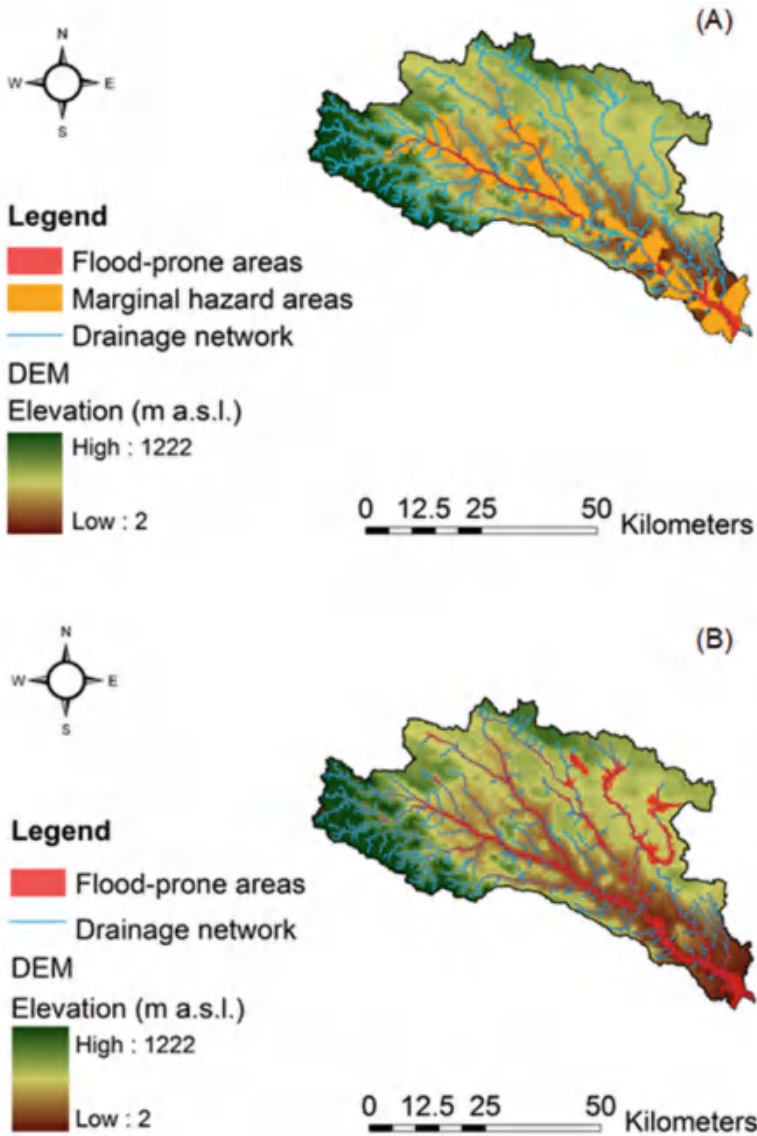 (A)
N
W E
S
Legend
Flood-prone areas
Marginal hazard areas
Drainage network
DEM
Elevation (m a.s.l.)
High : 1222
Low : 2
0 12.5 25 50
Kilometers
(B)
N
W E
S
Legend
Flood-prone areas
Drainage network
DEM
Elevation (m a.s.l.)
High : 1222
Low : 2
0 12.5 25 50
Kilometers